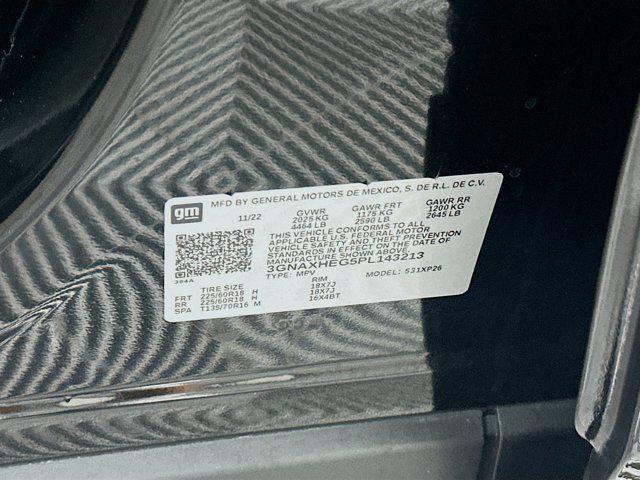 gm MFD BY GENERAL MOTORS DE MEXICO, S. DE R.L. DE C.V.
11/22 GVWR GAWR FRT GAWR RR
2025 KG 1175 KG 1200 KG
4464 LB 2590 LB 2645 LB
THIS VEHICLE CONFORMS TO ALL
APPLICABLE U.S. FEDERAL MOTOR
VEHICLE SAFETY AND THEFT PREVENTION
STANDARDS IN EFFECT ON THE DATE OF
MANUFACTURE SHOWN ABOVE
3GNAXHEG5PL143213
TYPE: MPV MODEL: S31XP26
394A
TIRE SIZE RIM
FRT 225/60R18 H 18X7J
RR 225/60R18 H 18X7J
SPA T135/70R16 M 16X4BT